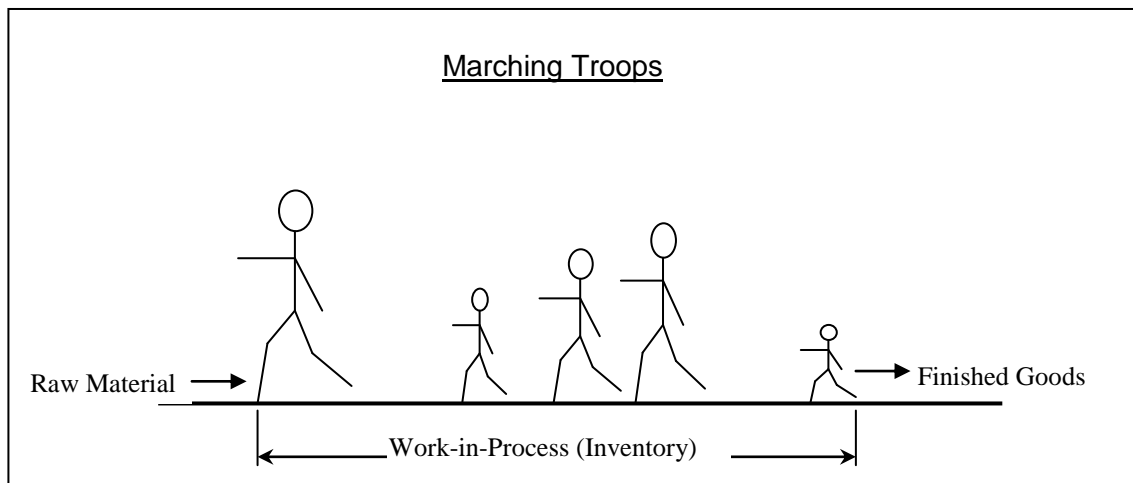 Marching Troops
Raw Material
Finished Goods
Work-in-Process (Inventory)